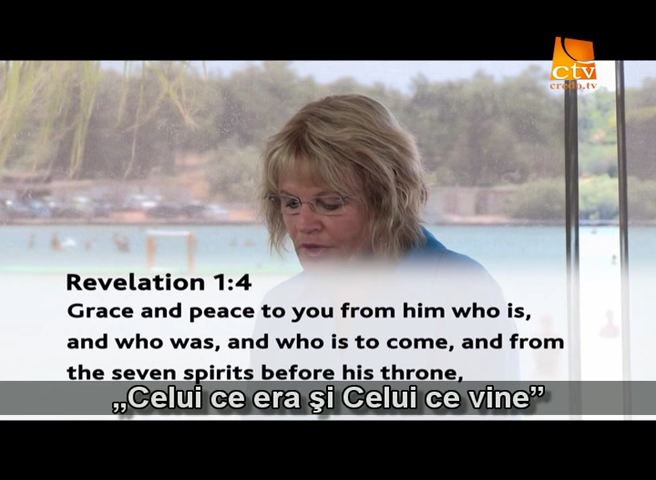 ctv
credo.tv
Revelation 1:4
Grace and peace to you from him who is,
and who was, and who is to come, and from
the seven spirits before his throne,
„Celui ce era şi Celui ce vine”